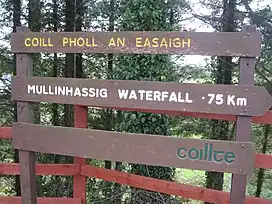 COILL PHOLL AN EASAIGH
MULLINHASSIG WATERFALL ·75 Km
coillte